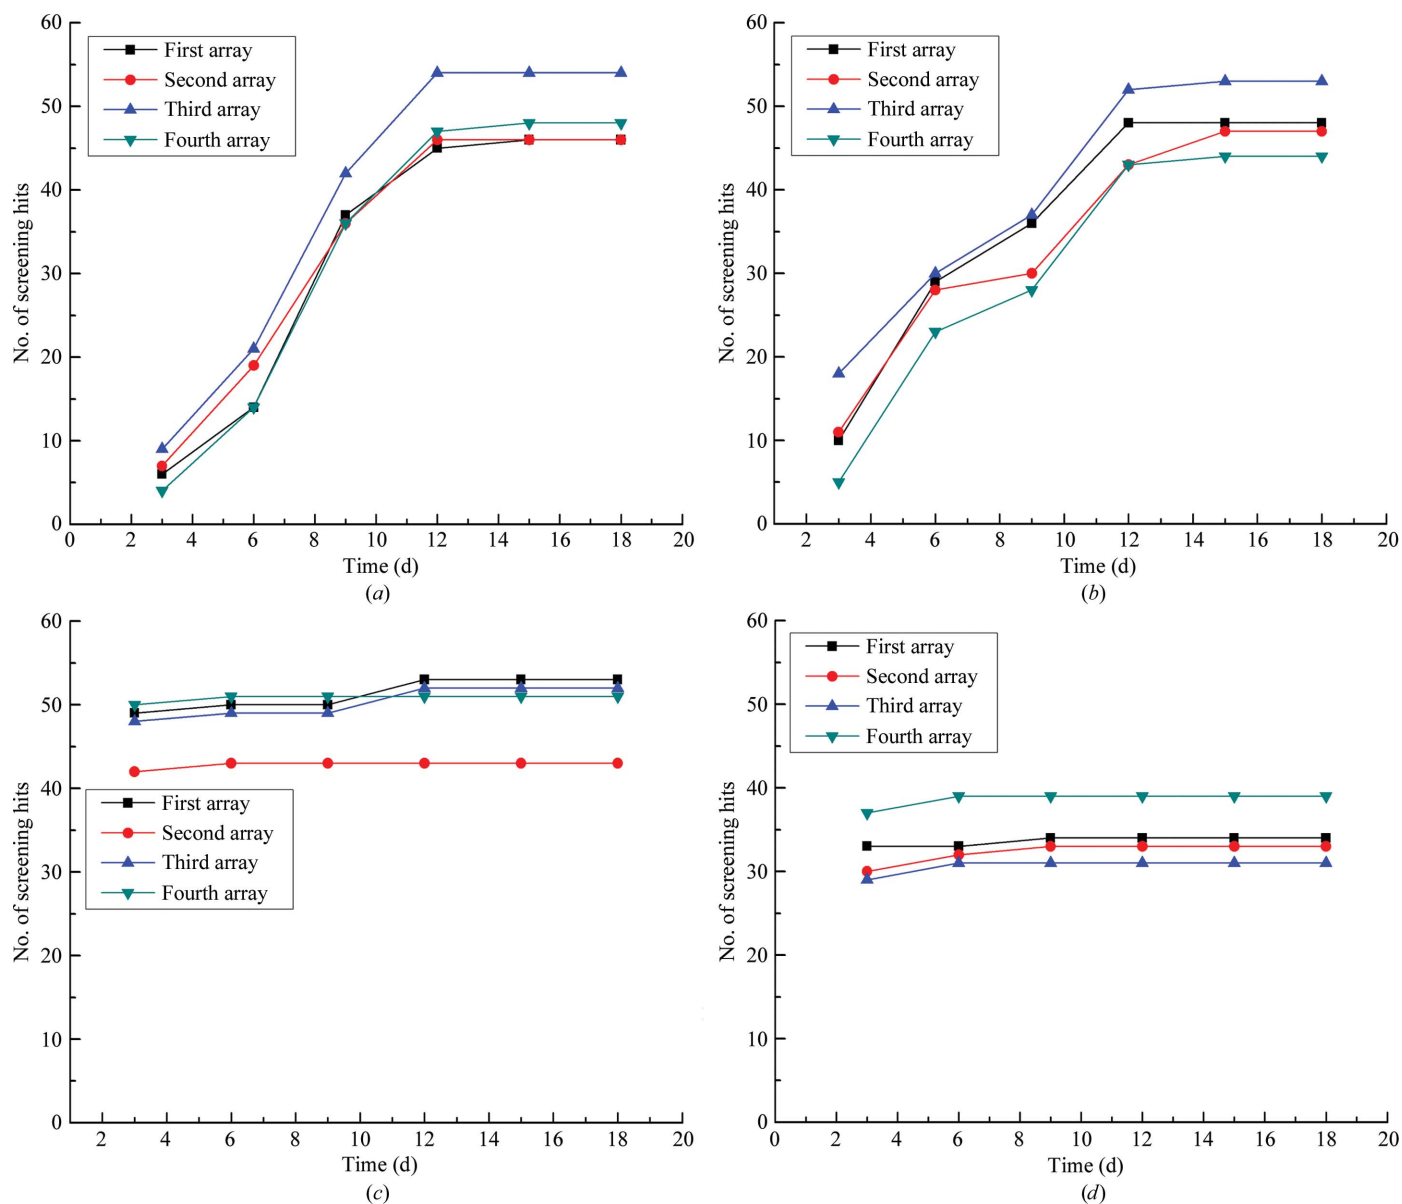 60
50
40
30
20
10
0
No. of screening hits
First array
Second array
Third array
Fourth array
0 2 4 6 8 10 12 14 16 18 20
Time (d)
(a)
60
50
40
30
20
10
0
No. of screening hits
First array
Second array
Third array
Fourth array
2 4 6 8 10 12 14 16 18 20
Time (d)
(b)
60
50
40
30
20
10
0
No. of screening hits
First array
Second array
Third array
Fourth array
2 4 6 8 10 12 14 16 18 20
Time (d)
(c)
60
50
40
30
20
10
0
No. of screening hits
First array
Second array
Third array
Fourth array
0 2 4 6 8 10 12 14 16 18 20
Time (d)
(d)